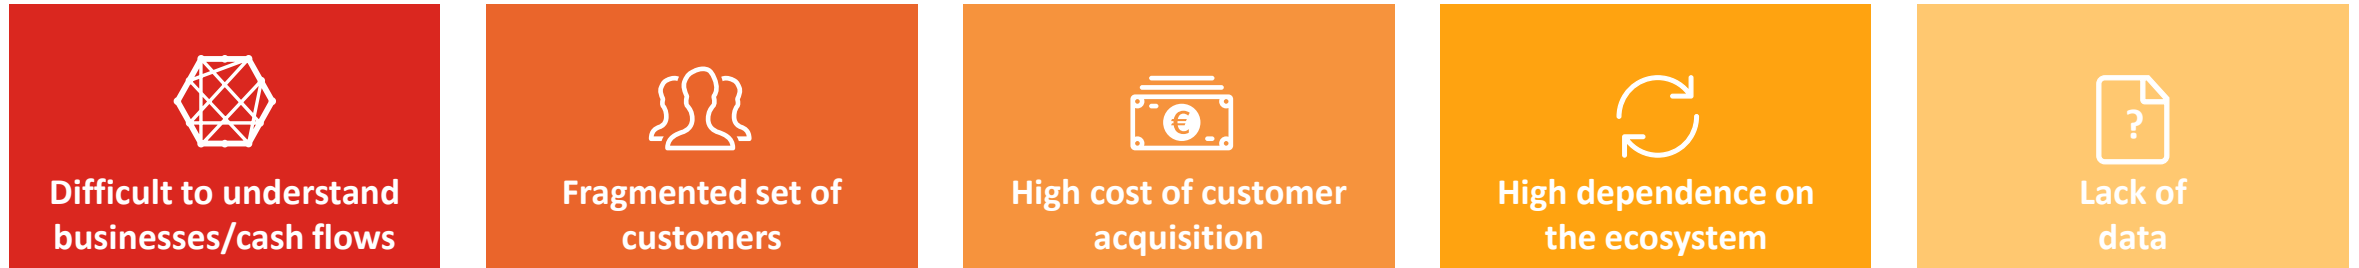 Difficult to understand
businesses/cash flows
Fragmented set of
customers
€
High cost of customer
acquisition
High dependence on
the ecosystem
?
Lack of
data